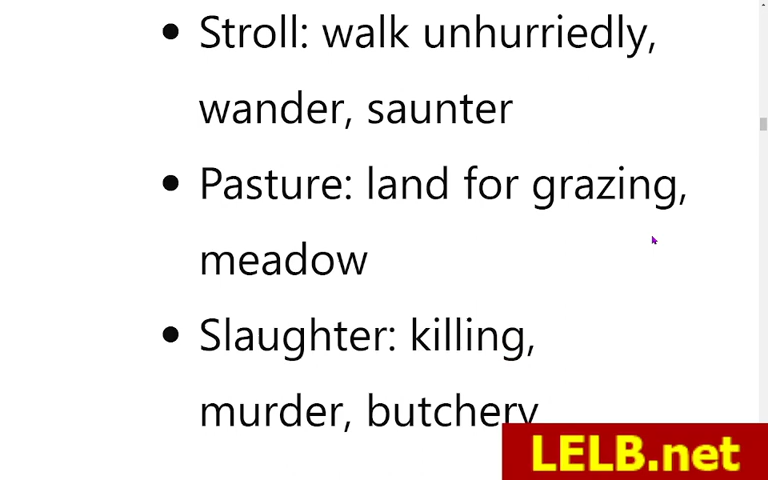 • Stroll: walk unhurriedly,
wander, saunter
• Pasture: land for grazing,
meadow
• Slaughter: killing,
murder, butchery
LELB.net